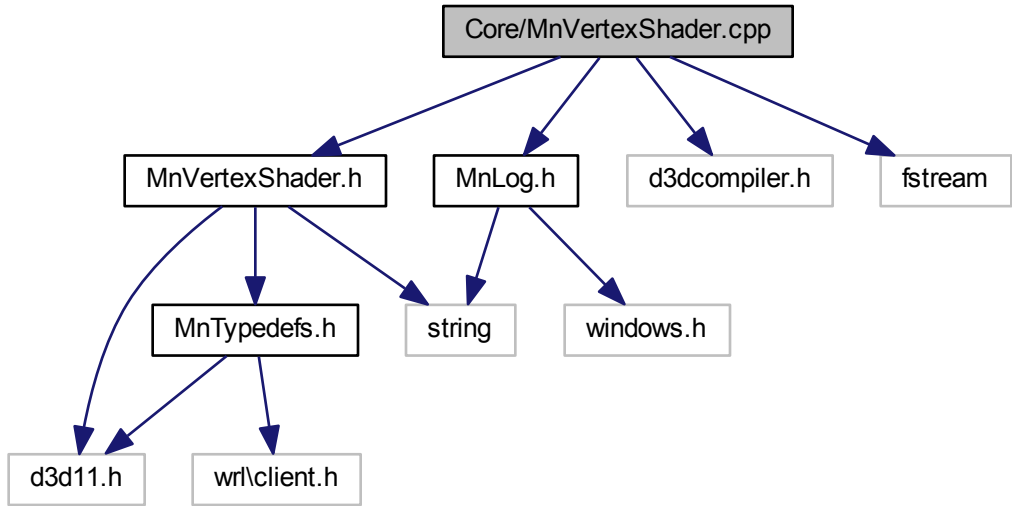 Core/MnVertexShader.cpp
MnVertexShader.h
MnLog.h
d3dcompiler.h
fstream
MnTypedefs.h
string
windows.h
d3d11.h
wrl\client.h